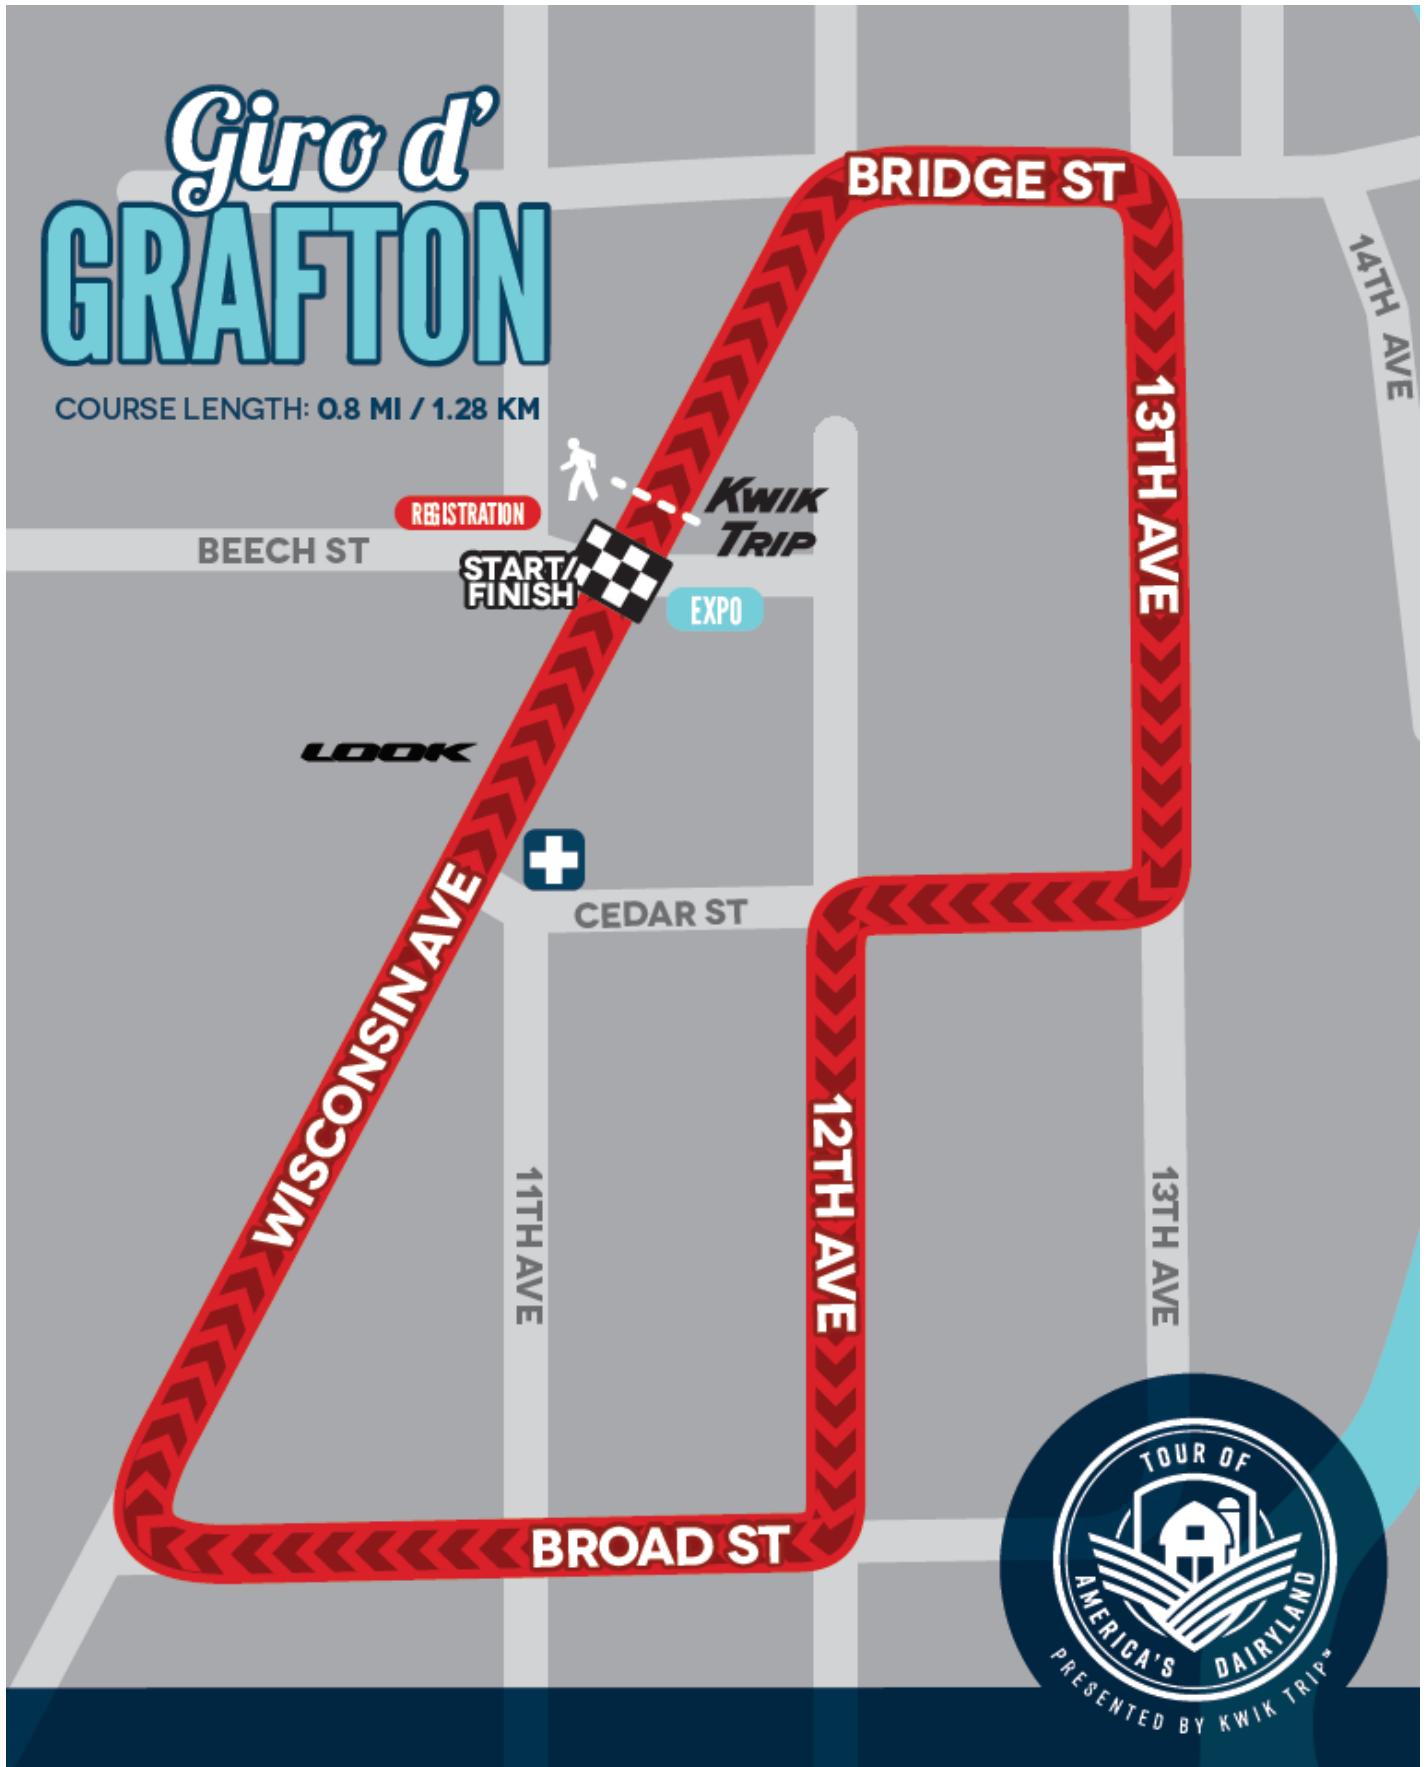 Giro d'
GRAFTON
COURSE LENGTH: 0.8 MI / 1.28 KM
BRIDGE ST
14TH AVE
13TH AVE
KWIK
TRIP
REGISTRATION
BEECH ST
START/
FINISH
EXPO
LOOK
CEDAR ST
WISCONSIN AVE
12TH AVE
11TH AVE
13TH AVE
BROAD ST
TOUR OF
AMERICA'S DAIRYLAND
PRESENTED BY KWIK TRIP™